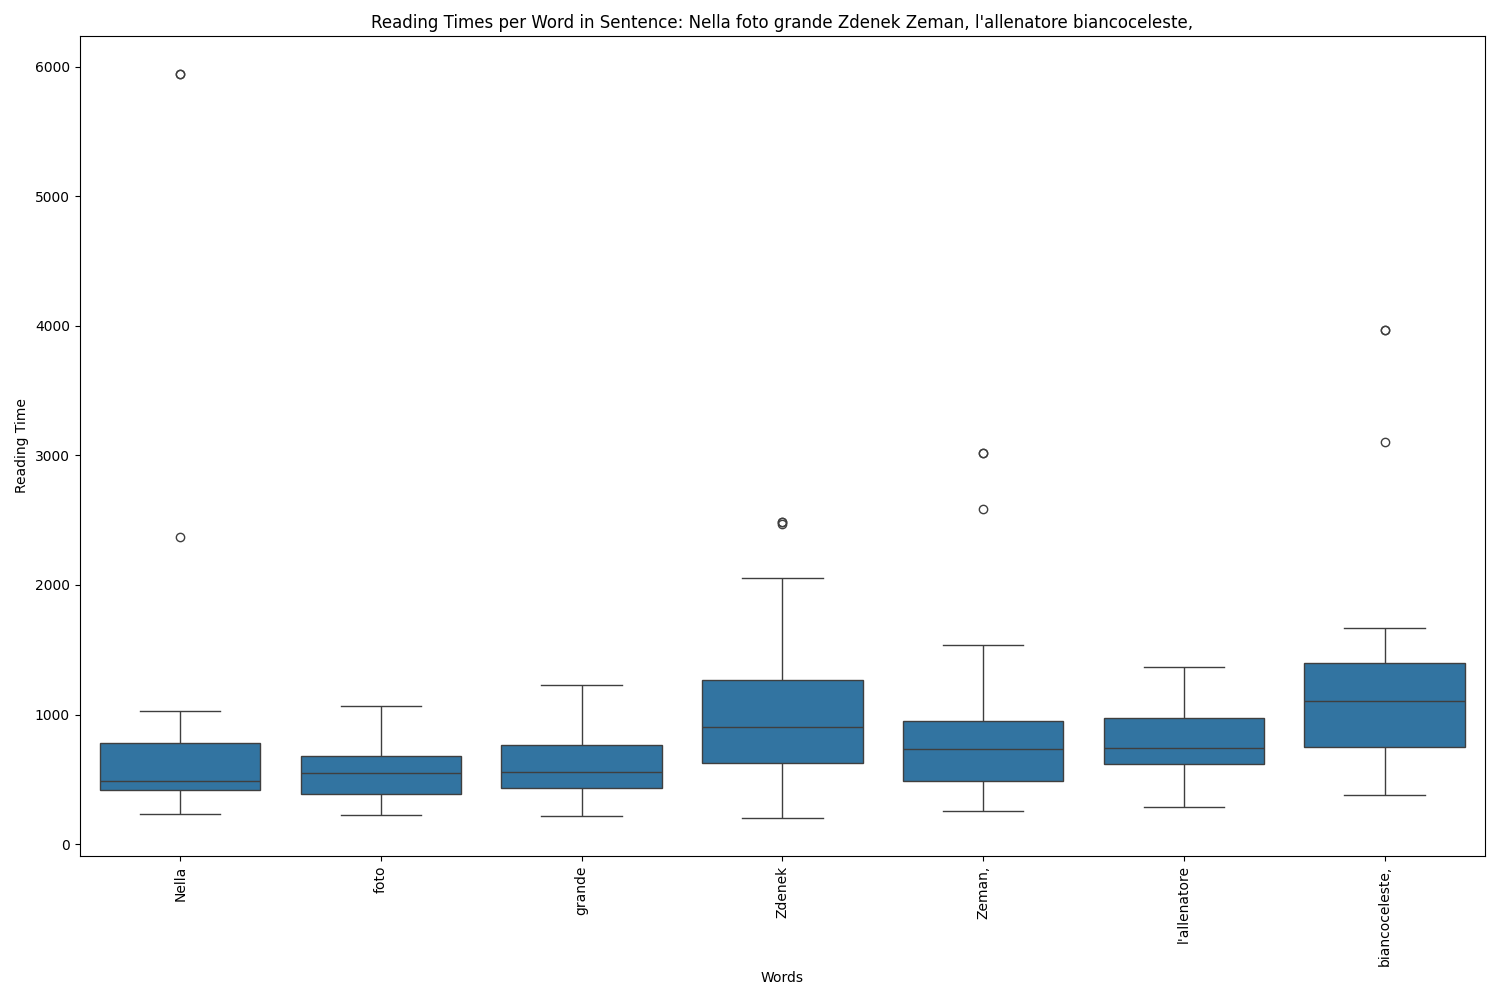 Reading Times per Word in Sentence: Nella foto grande Zdenek Zeman, l'allenatore biancoceleste,
Reading Time
6000
5000
4000
3000
2000
1000
0
Nella
foto
grande
Zdenek
Zeman,
l'allenatore
biancoceleste,
Words